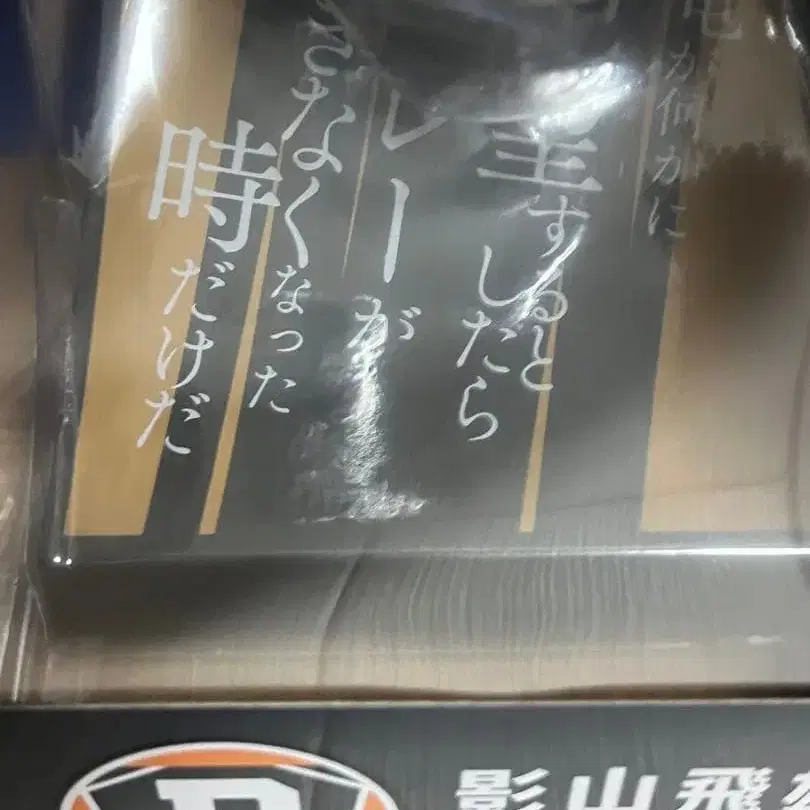 が何かに
すると
したら
レーが
きなくなった
時だけだ
影山飛